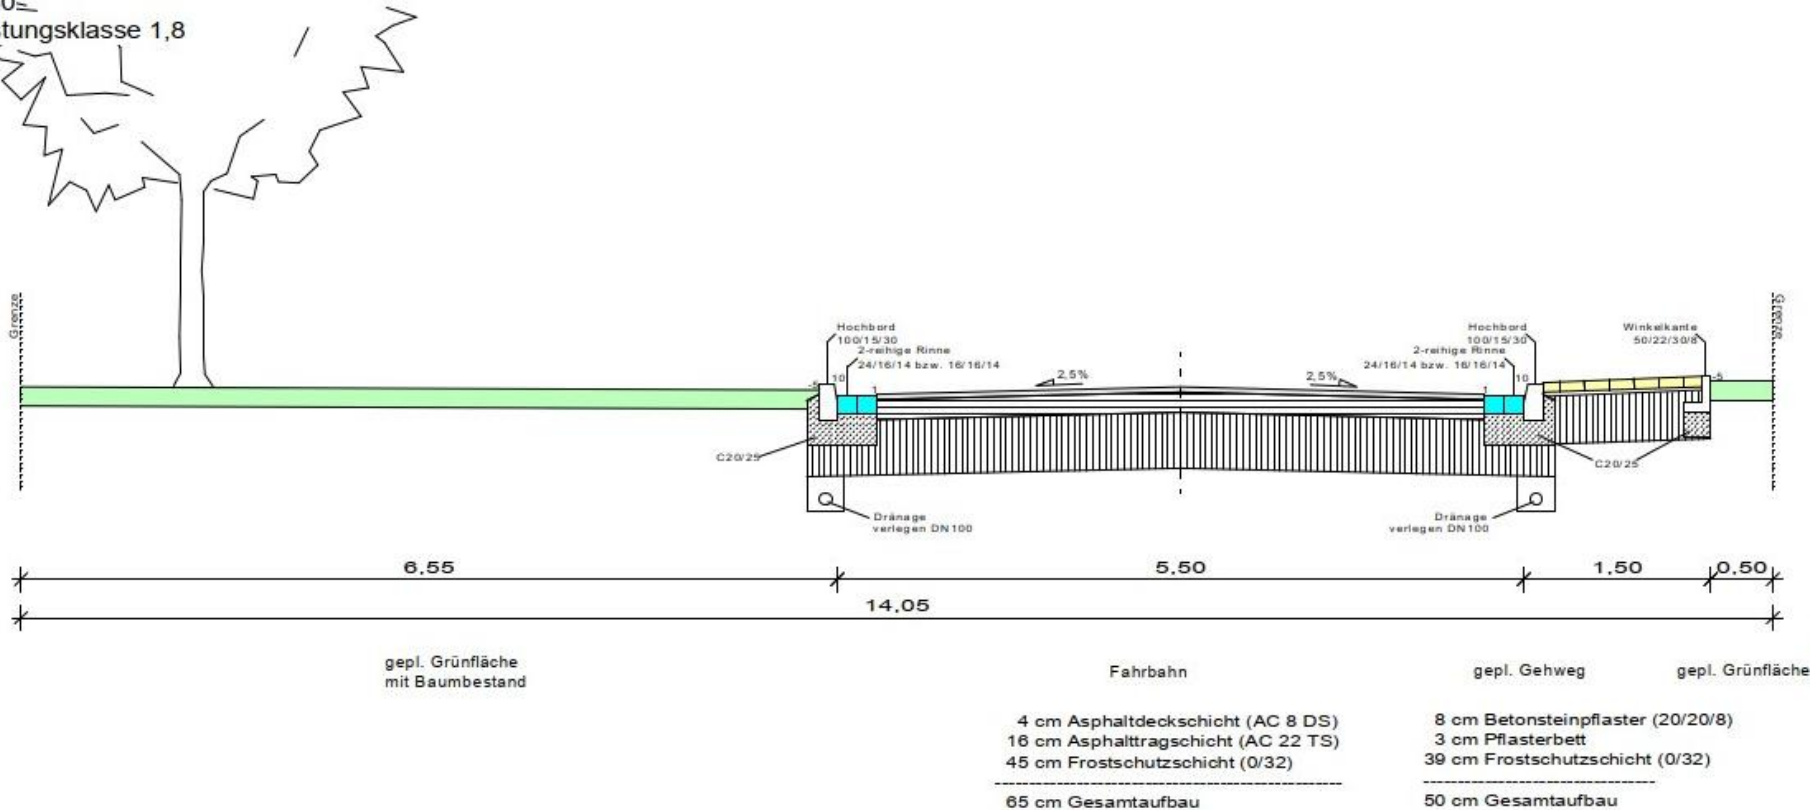 stungsklasse 1,8
Grenze
Grenze
Hochbord
100/15/30
2-reihige Rinne
24/16/14 bzw. 16/16/14
Hochbord
100/15/30
2-reihige Rinne
24/16/14 bzw. 16/16/14
Winkelkante
50/22/30/8
-5
10
1
2,5%
2,5%
1
10
-5
C20/25
C20/25
Dränage
verlegen DN100
Dränage
verlegen DN100
6,55
5,50
1,50
0,50
14,05
gepl. Grünfläche
mit Baumbestand
Fahrbahn
gepl. Gehweg
gepl. Grünfläche
4 cm Asphaltdeckschicht (AC 8 DS)
16 cm Asphalttragschicht (AC 22 TS)
45 cm Frostschutzschicht (0/32)
65 cm Gesamtaufbau
8 cm Betonsteinpflaster (20/20/8)
3 cm Pflasterbett
39 cm Frostschutzschicht (0/32)
50 cm Gesamtaufbau